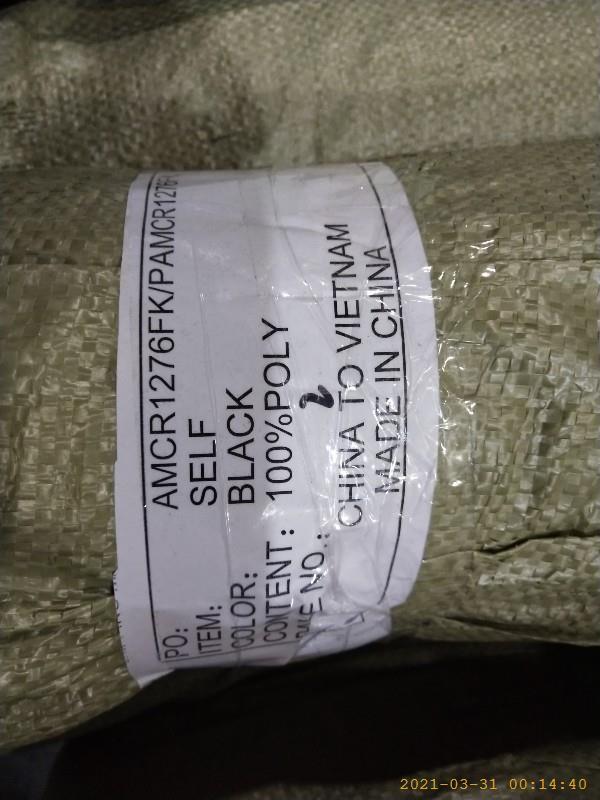 PO: AMCR1276FK/PAMCR1276F
ITEM: SELF
COLOR: BLACK
CONTENT: 100%POLY
BALE NO.: 2
CHINA TO VIETNAM
MADE IN CHINA
2021-03-31 00:14:40